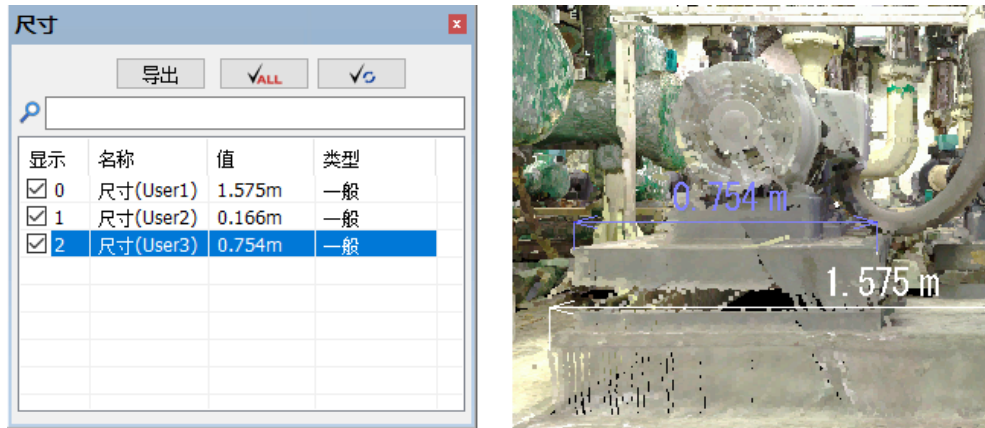 尺寸
导出
ALL
显示 名称 值 类型
0 尺寸(User1) 1.575m 一般
1 尺寸(User2) 0.166m 一般
2 尺寸(User3) 0.754m 一般
0.754 m
1.575 m